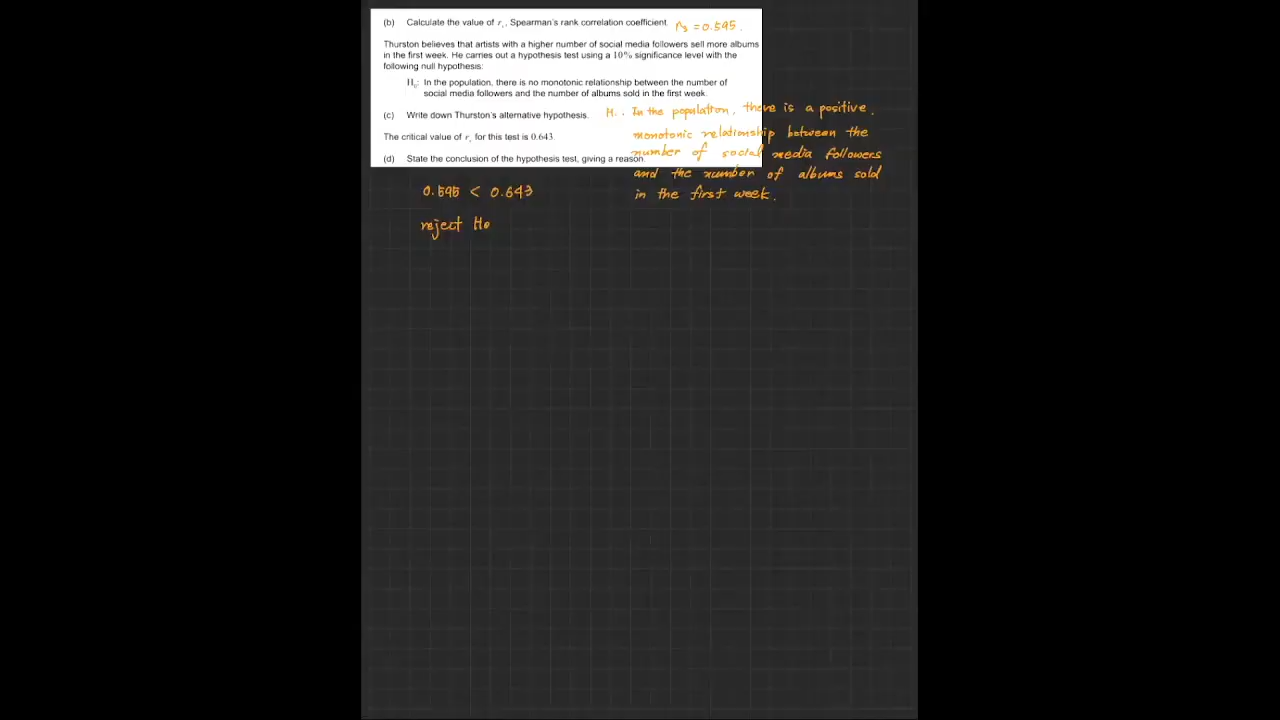 (b) Calculate the value of rs, Spearman's rank correlation coefficient. rs = 0.595.
Thurston believes that artists with a higher number of social media followers sell more albums
in the first week. He carries out a hypothesis test using a 10% significance level with the
following null hypothesis:
H0: In the population, there is no monotonic relationship between the number of
social media followers and the number of albums sold in the first week.
(c) Write down Thurston's alternative hypothesis.
H1: In the population, there is a positive
monotonic relationship between the
number of social media followers
and the number of albums sold
in the first week.
The critical value of rs for this test is 0.643.
(d) State the conclusion of the hypothesis test, giving a reason.
0.595 < 0.643
reject Ho